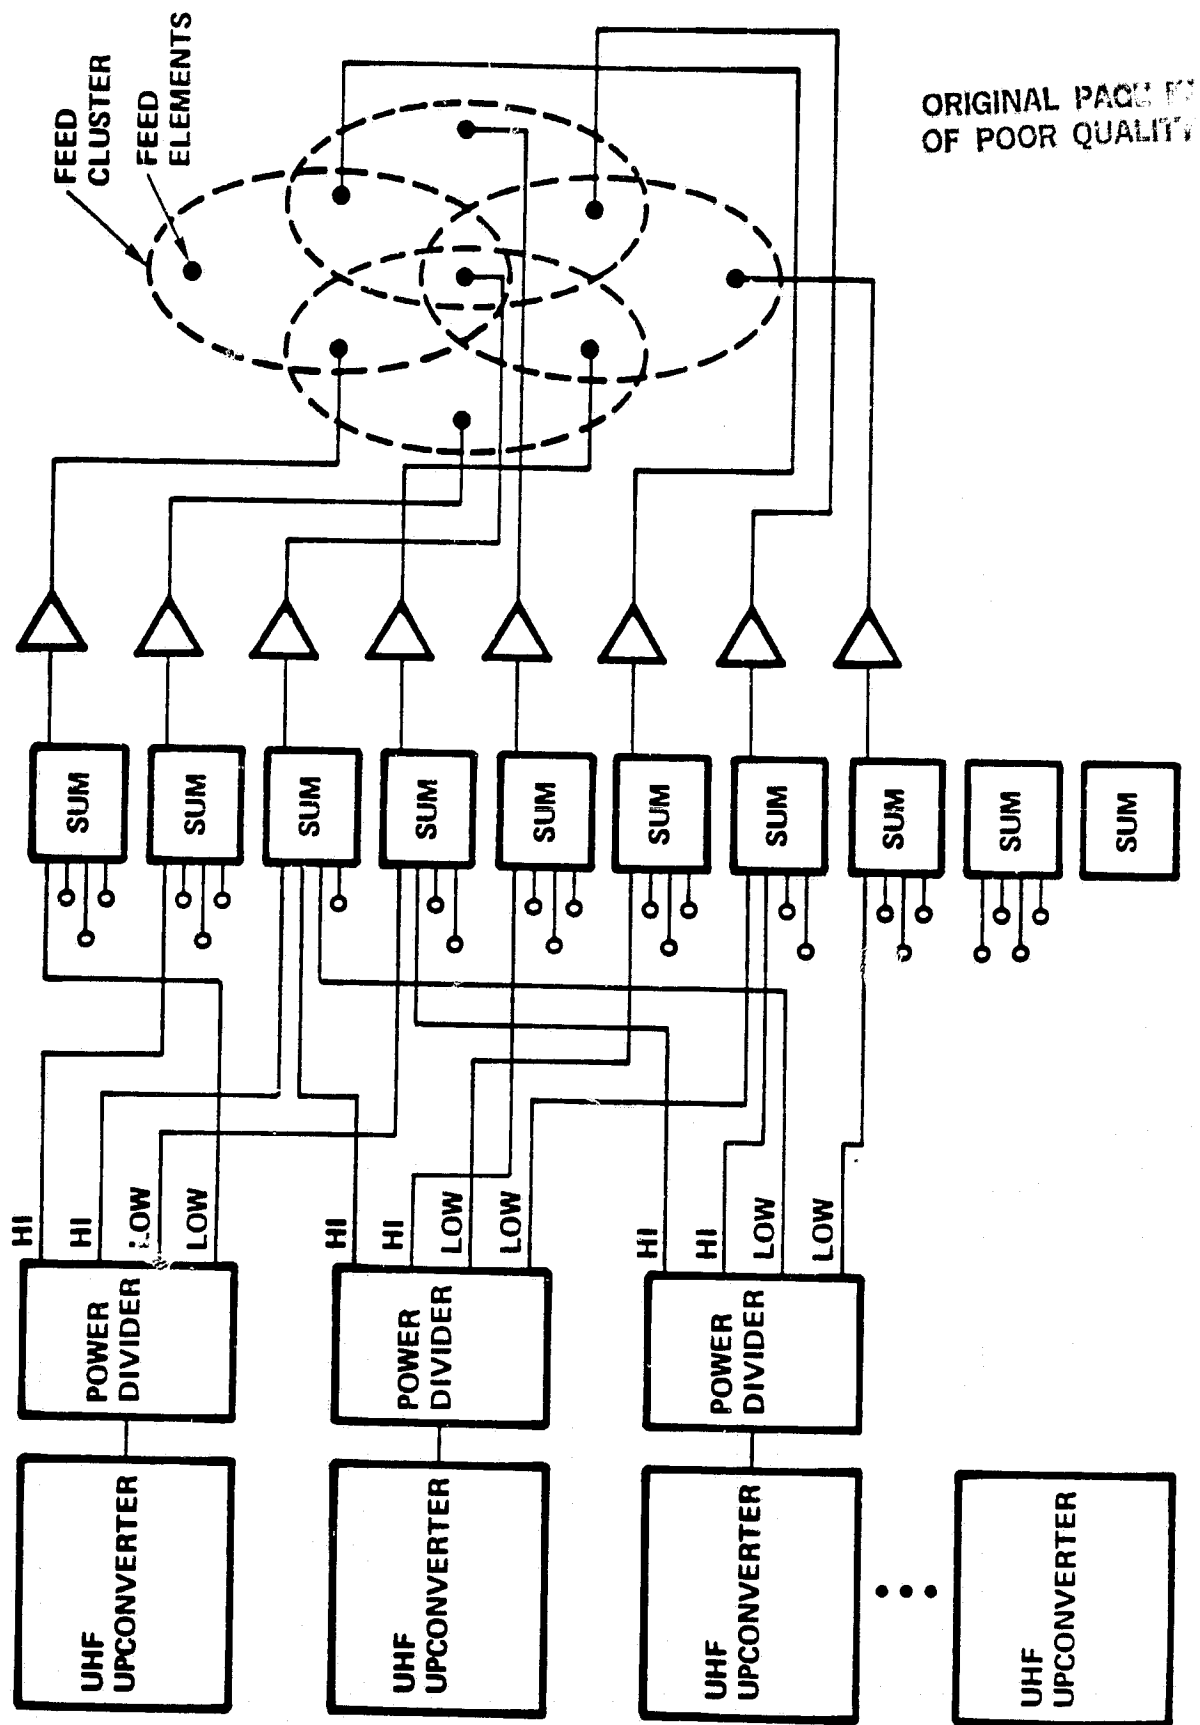 FEED
CLUSTER
FEED
ELEMENTS
ORIGINAL PAGE
OF POOR QUALITY
SUM
SUM
SUM
SUM
SUM
SUM
SUM
SUM
SUM
SUM
HI
HI
LOW
LOW
HI
HI
LOW
LOW
HI
HI
LOW
LOW
POWER
DIVIDER
POWER
DIVIDER
POWER
DIVIDER
UHF
UPCONVERTER
UHF
UPCONVERTER
UHF
UPCONVERTER
UHF
UPCONVERTER